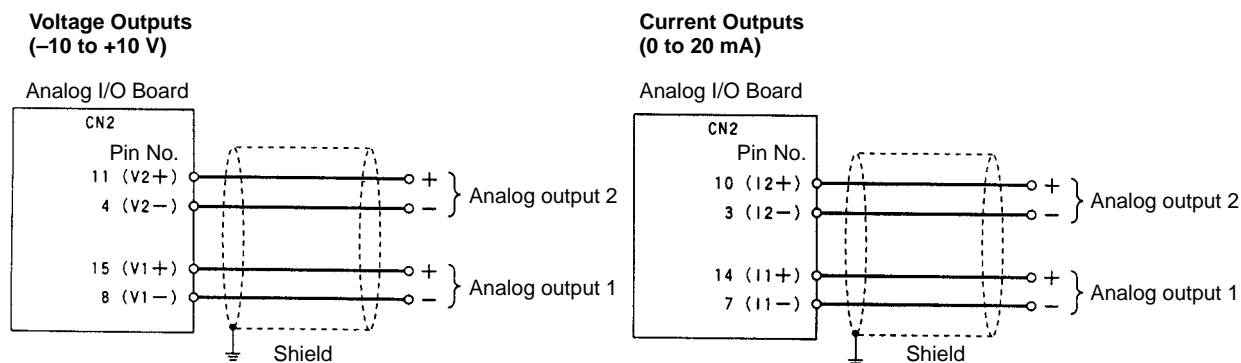 Voltage Outputs
(–10 to +10 V)
Analog I/O Board
CN2
Pin No.
11 (V2+)
+
4 (V2−)
−
Analog output 2
15 (V1+)
+
8 (V1−)
−
Analog output 1
Shield
Current Outputs
(0 to 20 mA)
Analog I/O Board
CN2
Pin No.
10 (I2+)
+
3 (I2−)
−
Analog output 2
14 (I1+)
+
7 (I1−)
−
Analog output 1
Shield